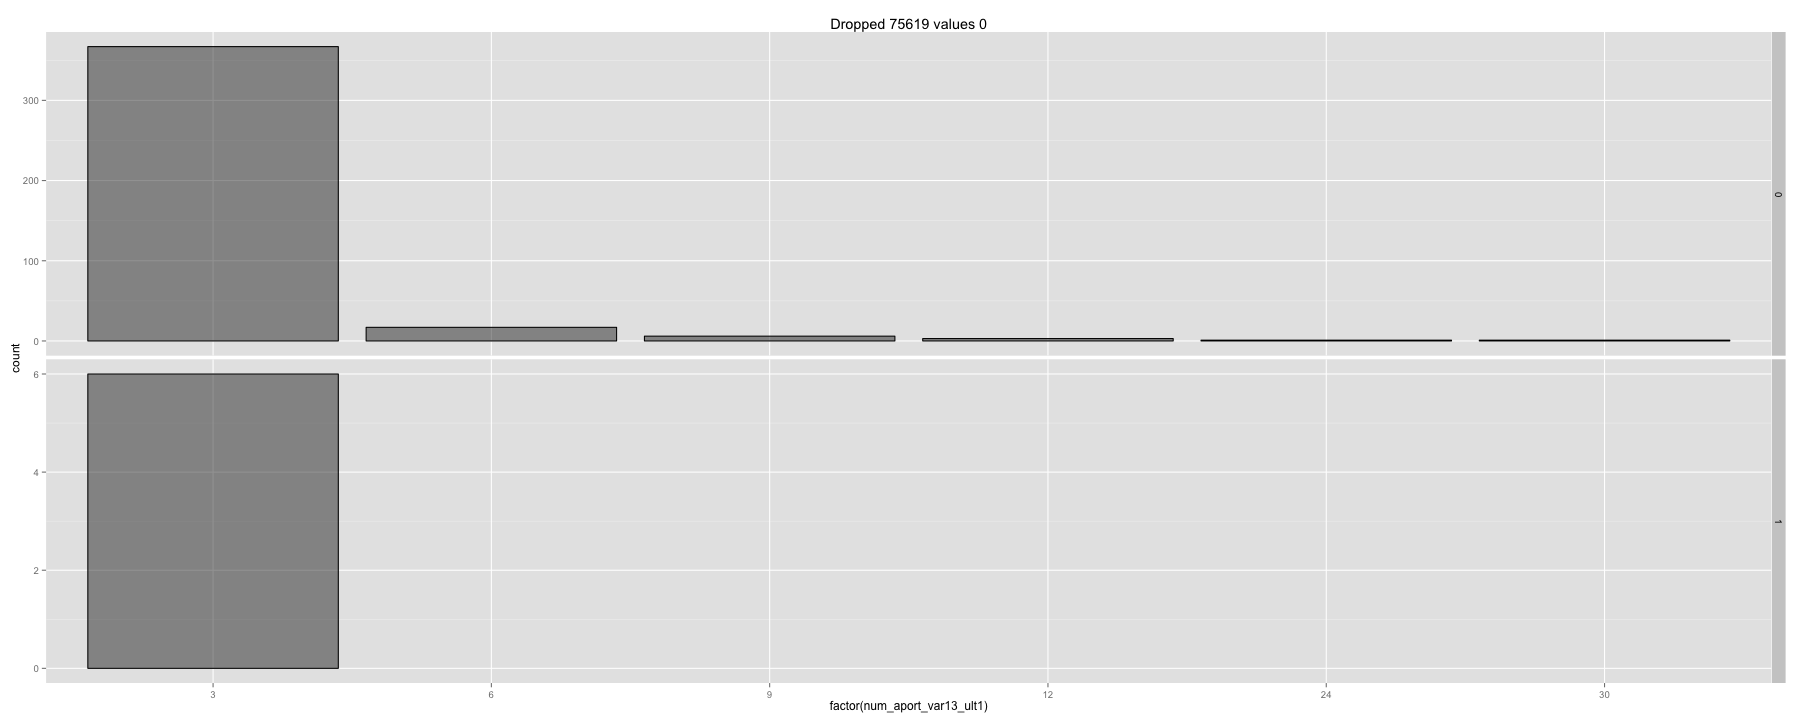 Dropped 75619 values 0
count
300
200
100
0
0
6
4
2
0
1
3 6 9 12 24 30
factor(num_aport_var13_ult1)